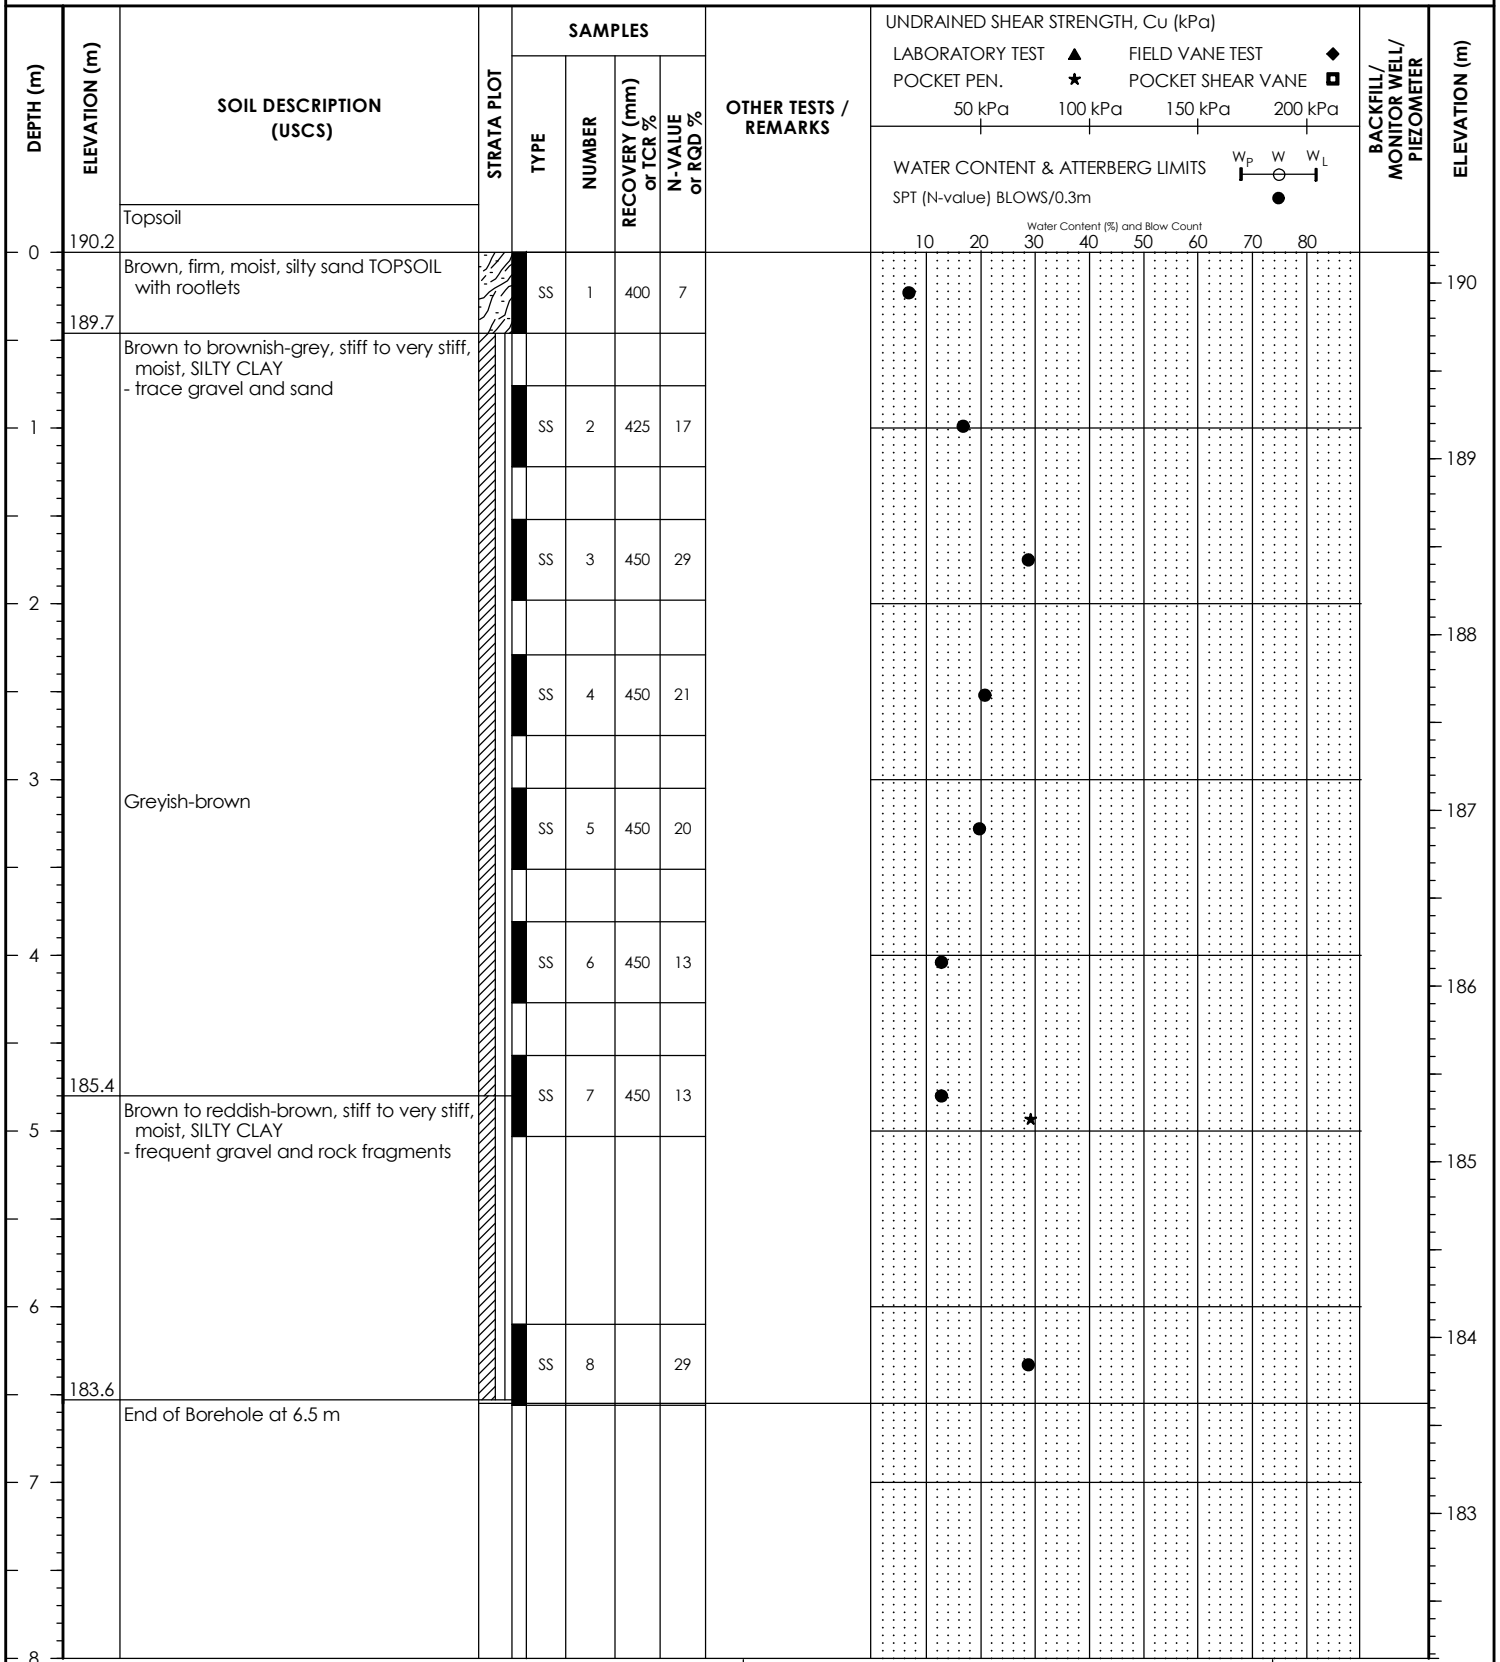 DEPTH (m)
ELEVATION (m)
SOIL DESCRIPTION
(USCS)
STRATA PLOT
SAMPLES
TYPE
NUMBER
RECOVERY (mm)
or TCR %
N-VALUE
or RQD %
OTHER TESTS /
REMARKS
UNDRAINED SHEAR STRENGTH, Cu (kPa)
LABORATORY TEST ▲ FIELD VANE TEST ◆
POCKET PEN. ★ POCKET SHEAR VANE
50 kPa 100 kPa 150 kPa 200 kPa
WATER CONTENT & ATTERBERG LIMITS
WP W WL
SPT (N-value) BLOWS/0.3m ●
Water Content (%) and Blow Count
10 20 30 40 50 60 70 80
BACKFILL/
MONITOR WELL/
PIEZOMETER
ELEVATION (m)
Topsoil
0 190.2
Brown, firm, moist, silty sand TOPSOIL
with rootlets
SS 1 400 7
190
189.7
Brown to brownish-grey, stiff to very stiff,
moist, SILTY CLAY
- trace gravel and sand
1
SS 2 425 17
189
SS 3 450 29
2
188
SS 4 450 21
3
Greyish-brown
187
SS 5 450 20
4
SS 6 450 13
186
185.4
SS 7 450 13
Brown to reddish-brown, stiff to very stiff,
moist, SILTY CLAY
- frequent gravel and rock fragments
5
185
6
184
SS 8 29
183.6
End of Borehole at 6.5 m
7
183
8